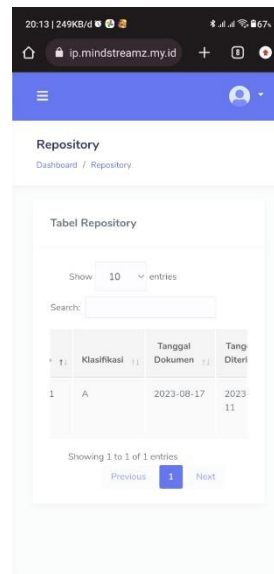 20:13 | 249KB/d
67%
ip.mindstreamz.my.id
8
Repository
Dashboard / Repository
Tabel Repository
Show 10 entries
Search:
Klasifikasi
Tanggal Dokumen
Tang
Diteri
1 A 2023-08-17 2023-
11
Showing 1 to 1 of 1 entries
Previous 1 Next